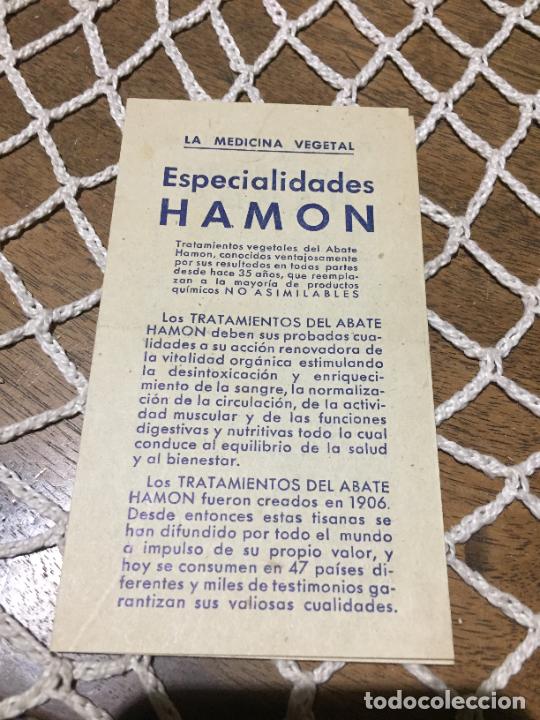 LA MEDICINA VEGETAL
Especialidades
HAMON
Tratamientos vegetales del Abate
Hamon, conocidos ventajosamente
por sus resultados en todas partes
desde hace 35 años, que reempla-
zan a la mayoría de productos
químicos NO ASIMILABLES
Los TRATAMIENTOS DEL ABATE
HAMON deben sus probadas cua-
lidades a su acción renovadora de
la vitalidad orgánica estimulando
la desintoxicación y enriqueci-
miento de la sangre, la normaliza-
ción de la circulación, de la activi-
dad muscular y de las funciones
digestivas y nutritivas todo lo cual
conduce al equilibrio de la salud
y al bienestar.
Los TRATAMIENTOS DEL ABATE
HAMON fueron creados en 1906.
Desde entonces estas tisanas se
han difundido por todo el mundo
a impulso de su propio valor, y
hoy se consumen en 47 países di-
ferentes y miles de testimonios ga-
rantizan sus valiosas cualidades.
todocoleccion.net